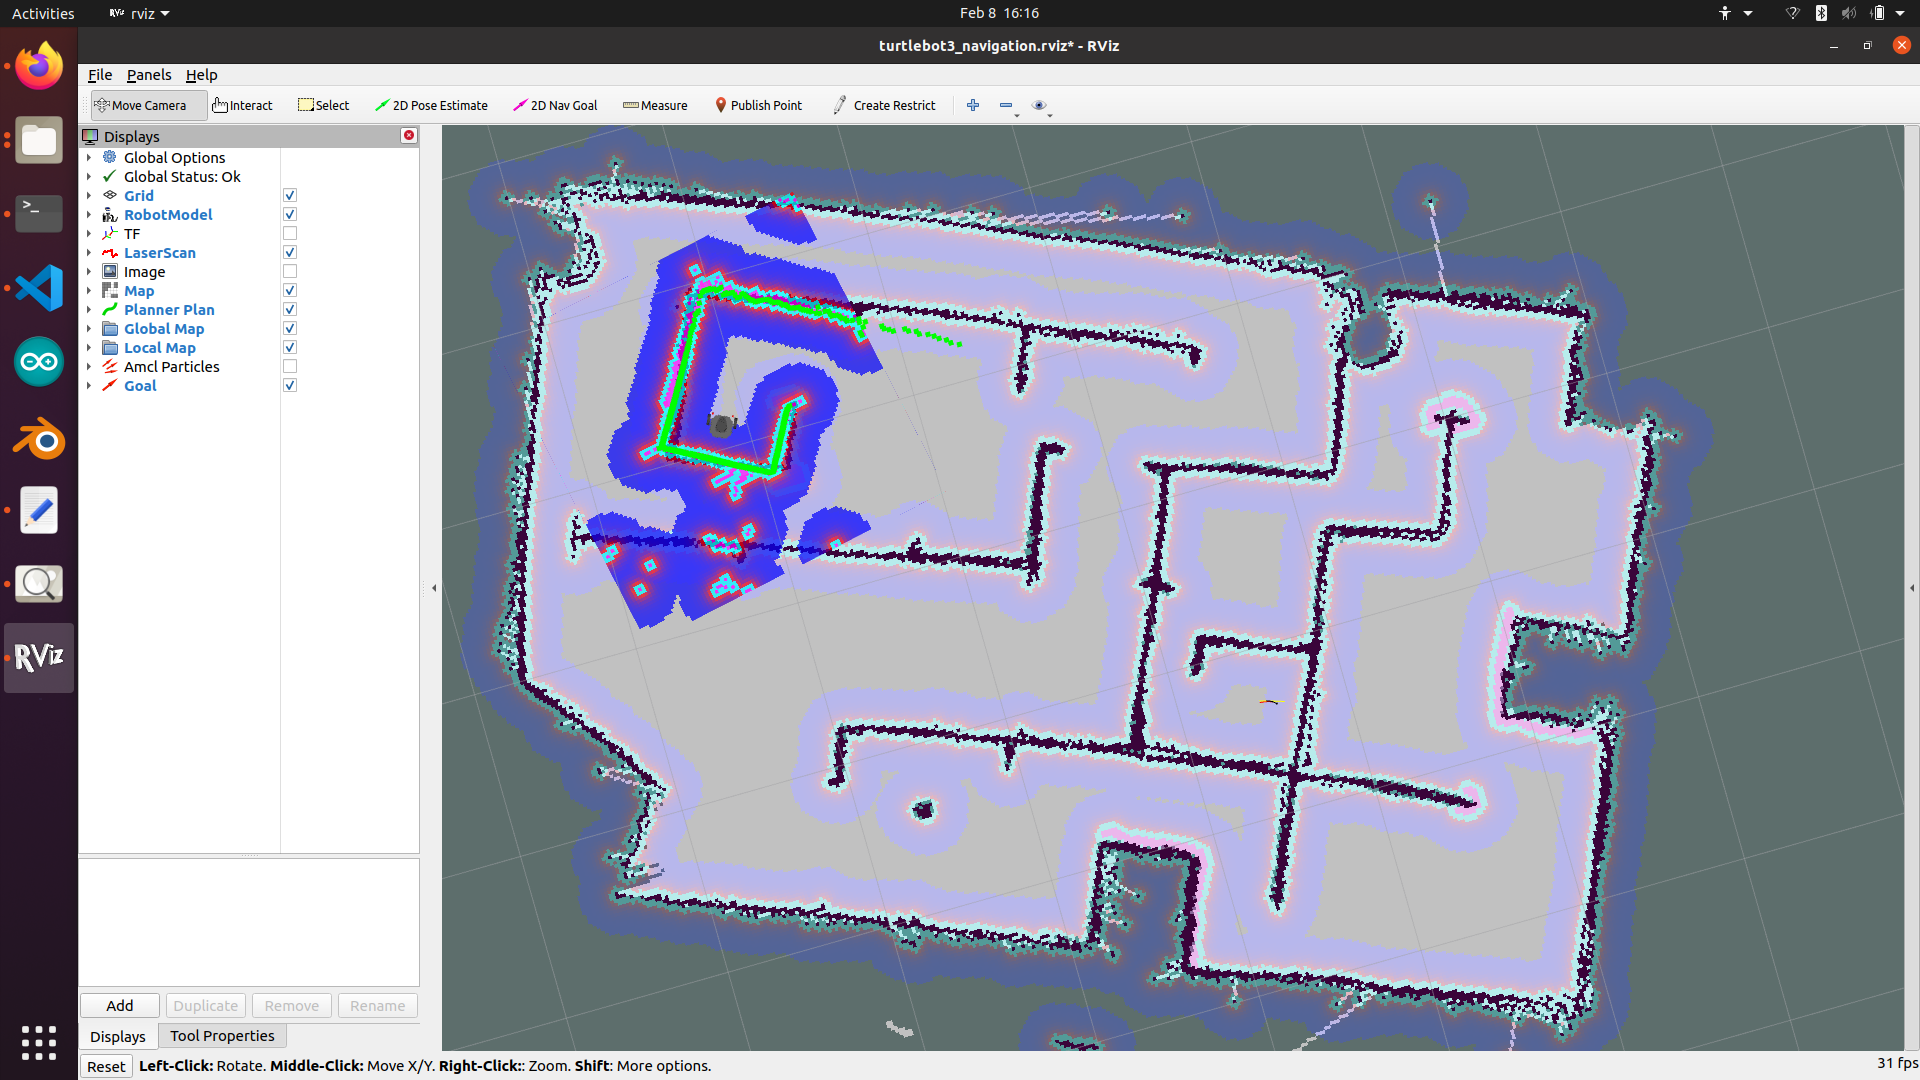 Activities
RViz rviz
Feb 8 16:16
turtlebot3_navigation.rviz* - RViz
File Panels Help
Move Camera Interact Select 2D Pose Estimate 2D Nav Goal Measure Publish Point Create Restrict
Displays
Global Options
Global Status: Ok
Grid
RobotModel
TF
LaserScan
Image
Map
Planner Plan
Global Map
Local Map
Amcl Particles
Goal
RViz
Add Duplicate Remove Rename
Displays Tool Properties
Reset Left-Click: Rotate. Middle-Click: Move X/Y. Right-Click:: Zoom. Shift: More options.
31 fps